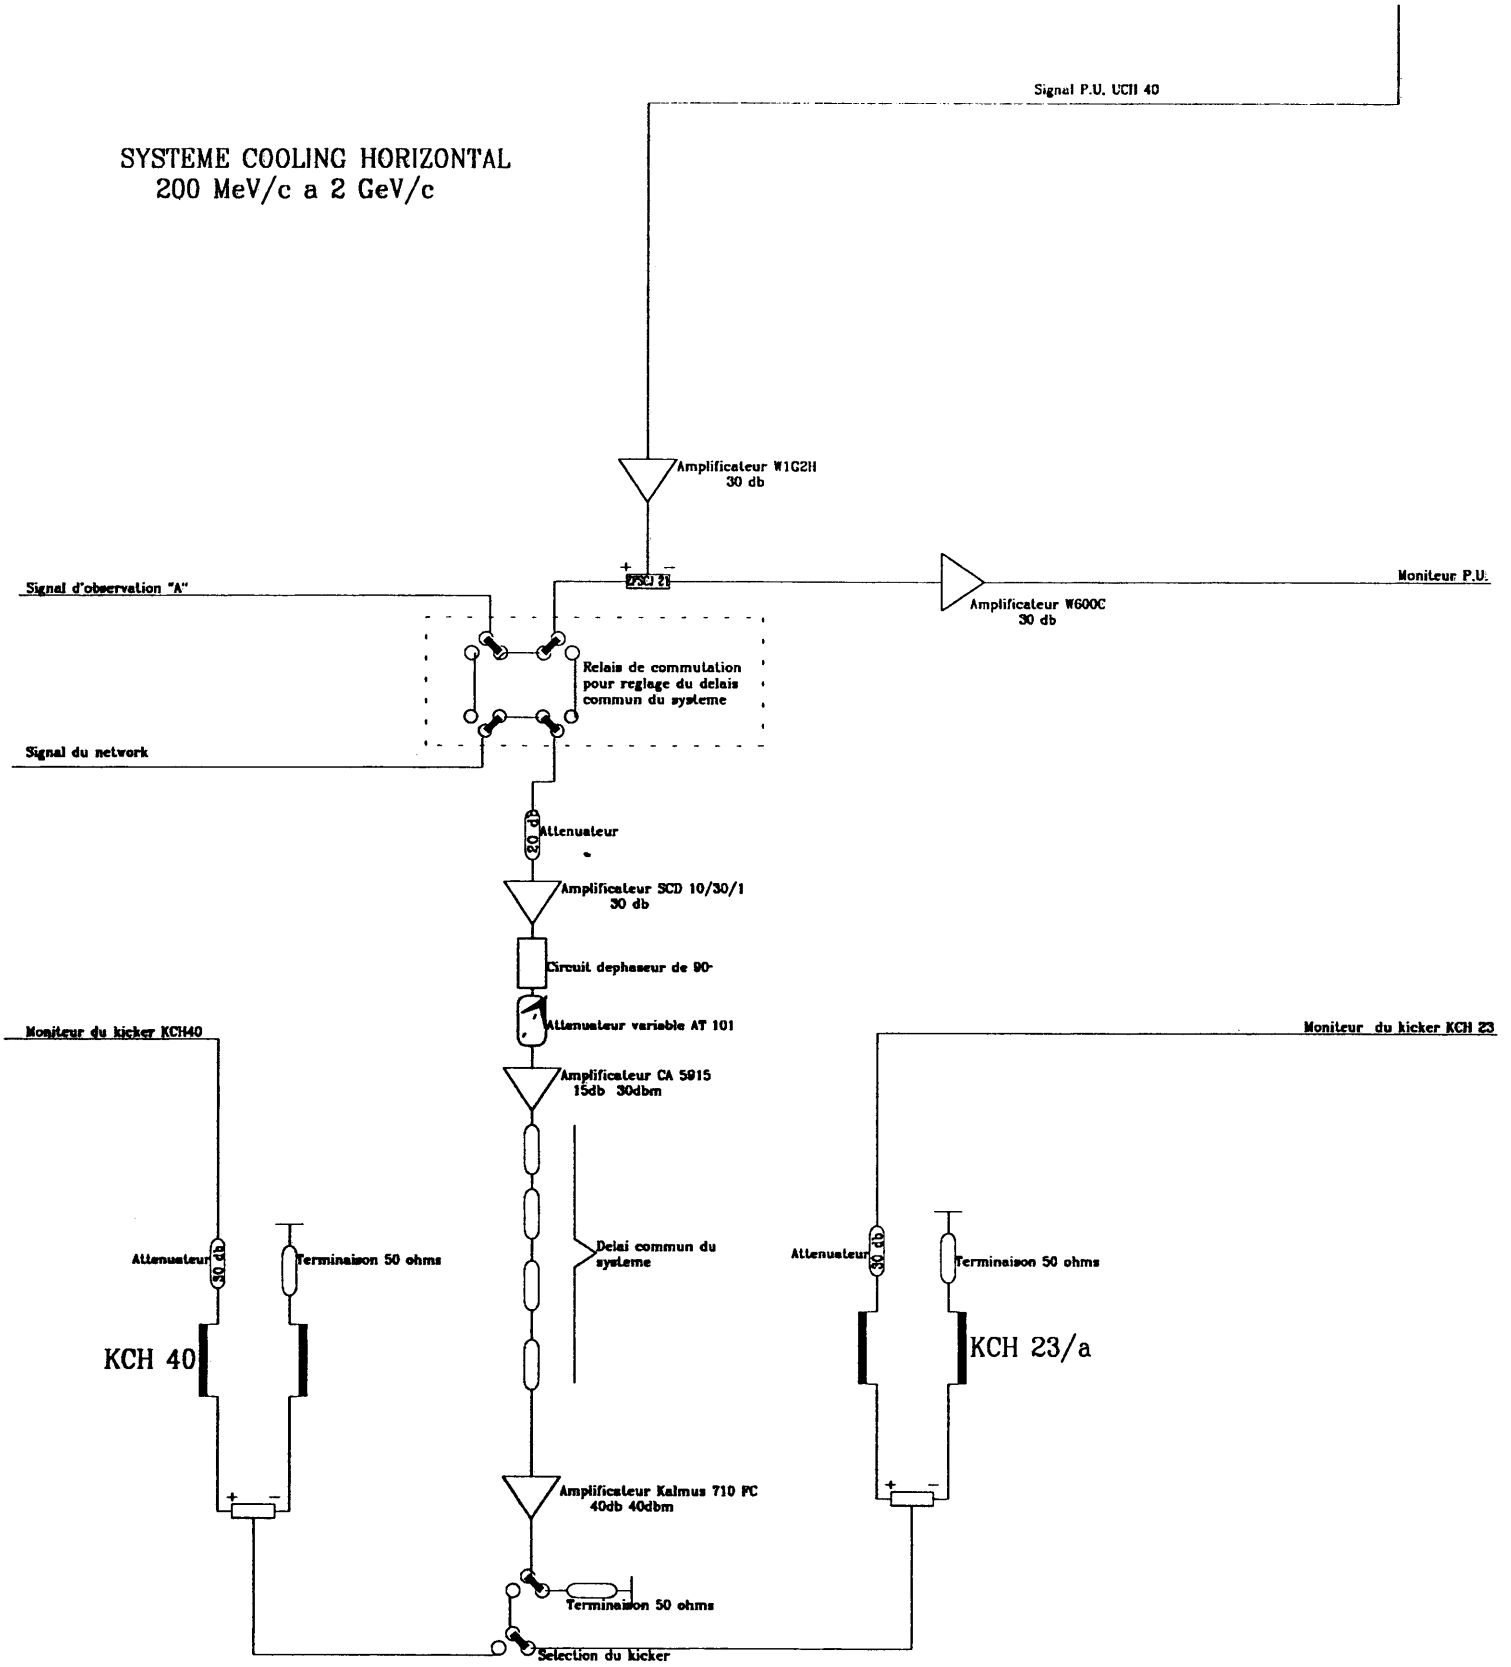 Signal P.U. UCH 40
SYSTEME COOLING HORIZONTAL
200 MeV/c a 2 GeV/c
Amplificateur W1G2H
30 db
+ -
ZFSCJ 21
Signal d'observation "A"
Moniteur P.U.
Amplificateur W600C
30 db
Relais de commutation
pour reglage du delais
commun du systeme
Signal du network
20 db
Attenuateur
Amplificateur SCD 10/30/1
30 db
Circuit dephaseur de 90-
Attenuateur variable AT 101
Moniteur du kicker KCH40
Moniteur du kicker KCH 23
Amplificateur CA 5915
15db 30dbm
Delai commun du
systeme
Attenuateur
30 db
Terminaison 50 ohms
Attenuateur
30 db
Terminaison 50 ohms
KCH 40
KCH 23/a
+ -
+ -
Amplificateur Kalmus 710 FC
40db 40dbm
Terminaison 50 ohms
Selection du kicker